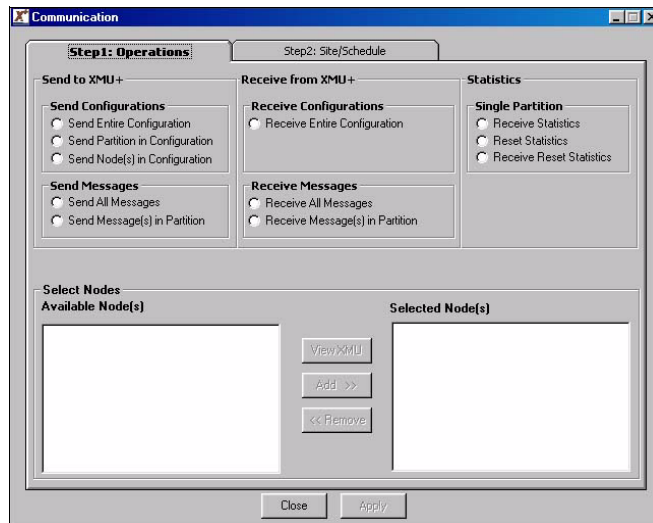 Communication
Step1: Operations
Step2: Site/Schedule
Send to XMU+
Send Configurations
Send Entire Configuration
Send Partition in Configuration
Send Node(s) in Configuration
Send Messages
Send All Messages
Send Message(s) in Partition
Receive from XMU+
Receive Configurations
Receive Entire Configuration
Receive Messages
Receive All Messages
Receive Message(s) in Partition
Statistics
Single Partition
Receive Statistics
Reset Statistics
Receive Reset Statistics
Select Nodes
Available Node(s)
View XMU
Add >>
<< Remove
Selected Node(s)
Close
Apply